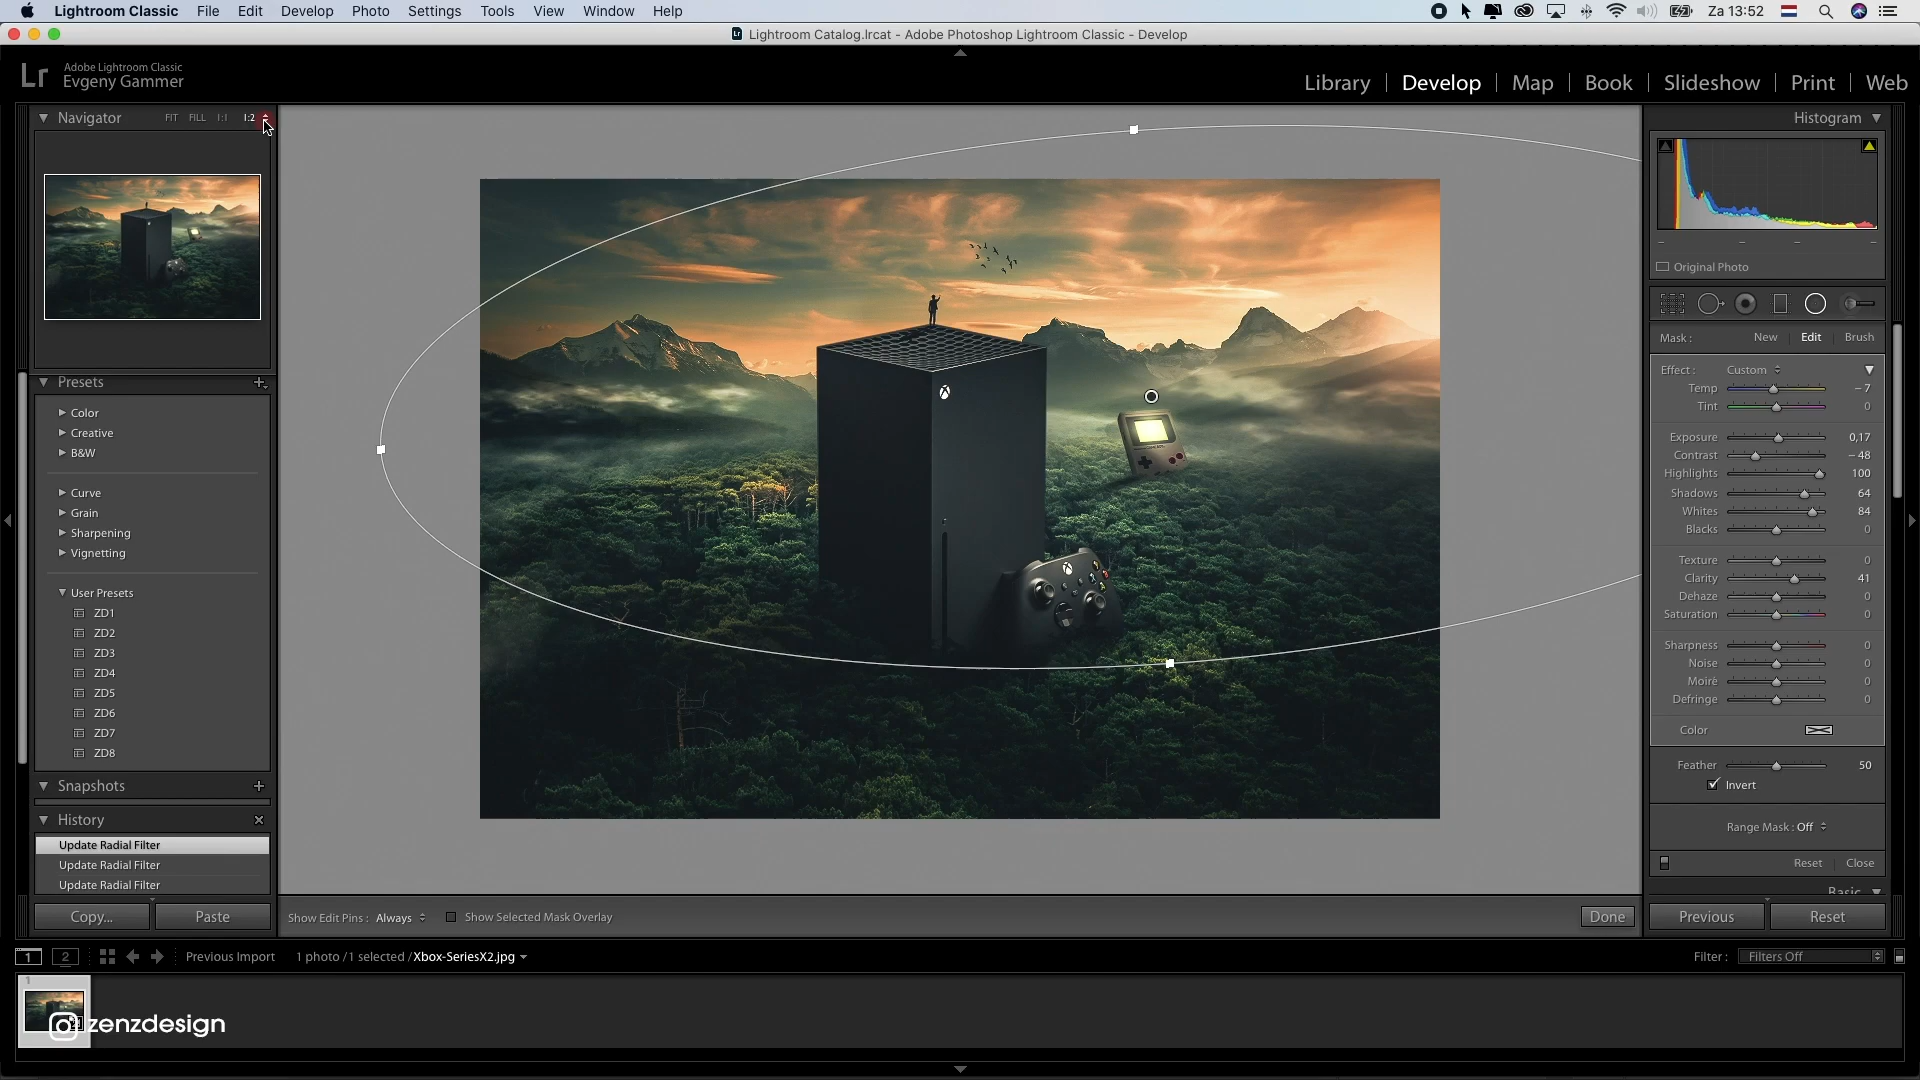 Lightroom Classic File Edit Develop Photo Settings Tools View Window Help Za 13:52
Lightroom Catalog.lrcat - Adobe Photoshop Lightroom Classic - Develop
Lr
Adobe Lightroom Classic
Evgeny Gammer
Library Develop Map Book Slideshow Print Web
Navigator FIT FILL 1:1 1:2
Presets
Color
Creative
B&W
Curve
Grain
Sharpening
Vignetting
User Presets
ZD1
ZD2
ZD3
ZD4
ZD5
ZD6
ZD7
ZD8
Snapshots
History
Update Radial Filter
Update Radial Filter
Update Radial Filter
Copy... Paste
Show Edit Pins : Always Show Selected Mask Overlay Done
Histogram
Original Photo
Mask : New Edit Brush
Effect : Custom
Temp - 7
Tint 0
Exposure 0,17
Contrast - 48
Highlights 100
Shadows 64
Whites 84
Blacks 0
Texture 0
Clarity 41
Dehaze 0
Saturation 0
Sharpness 0
Noise 0
Moiré 0
Defringe 0
Color
Feather 50
Invert
Range Mask : Off
Reset Close
Basic
Previous Reset
1 2 Previous Import 1 photo / 1 selected / Xbox-SeriesX2.jpg Filter : Filters Off
1
zenzdesign